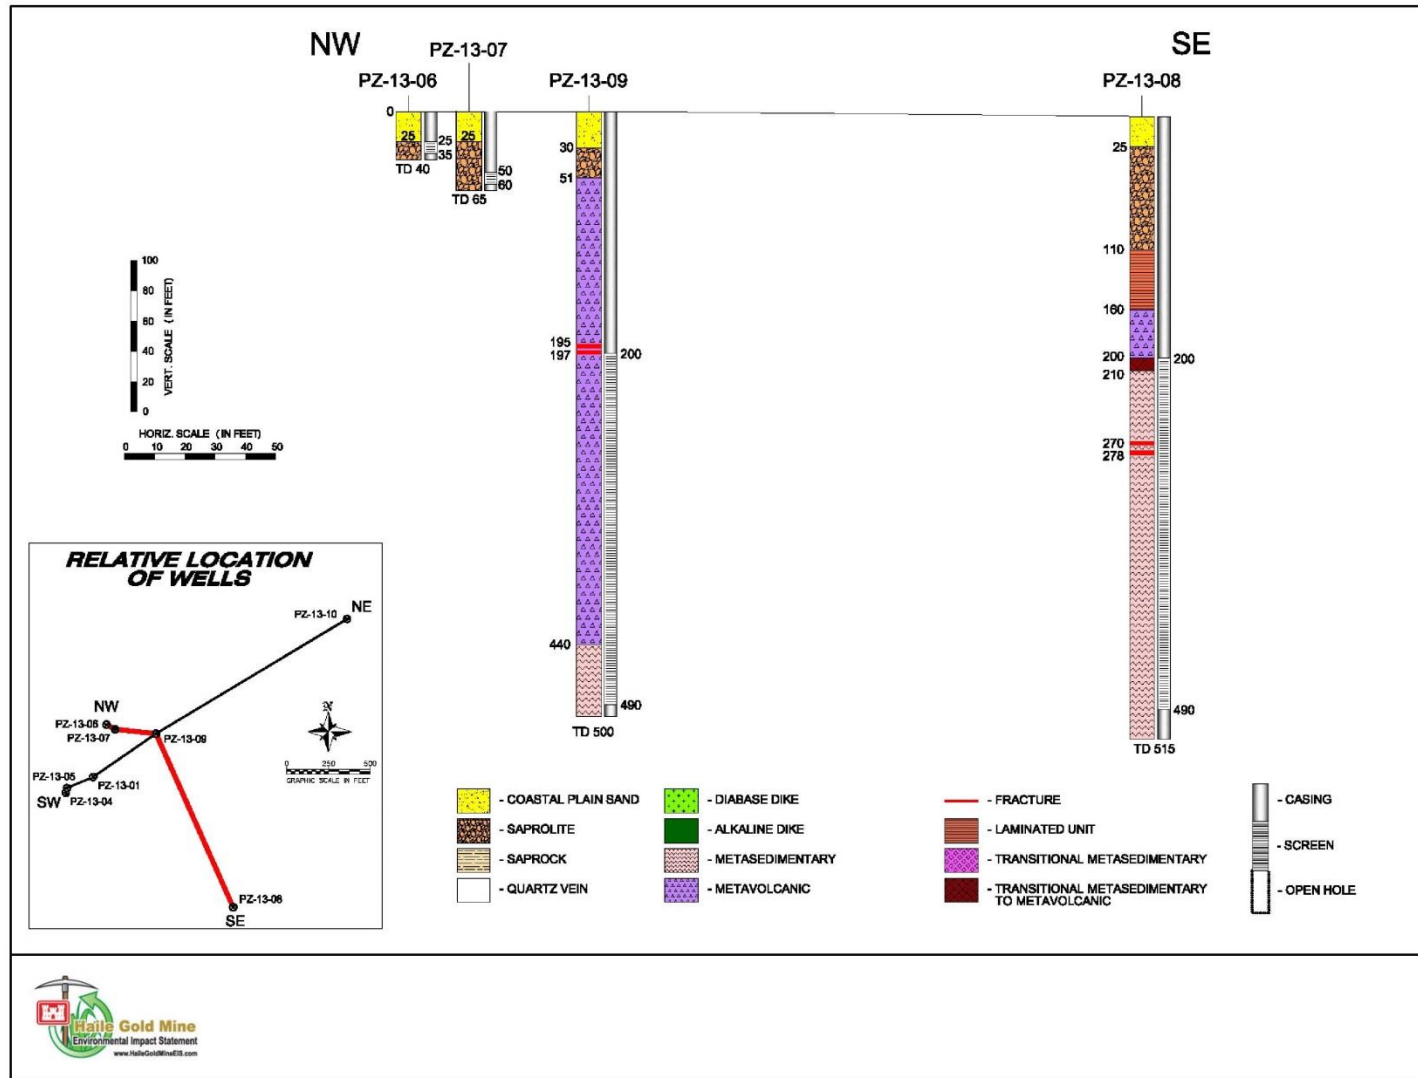 NW
SE
PZ-13-07
PZ-13-06
PZ-13-09
PZ-13-08
0
25
25
35
TD 40
25
50
60
TD 65
30
51
195
197
200
440
490
TD 500
25
110
160
200
210
200
270
278
490
TD 515
100
80
60
40
20
0
VERT. SCALE (IN FEET)
HORIZ. SCALE (IN FEET)
0 10 20 30 40 50
RELATIVE LOCATION
OF WELLS
PZ-13-10
NE
NW
PZ-13-06
PZ-13-07
PZ-13-09
N
PZ-13-05
PZ-13-01
SW
PZ-13-04
0 250 500
GRAPHIC SCALE IN FEET
PZ-13-08
SE
- COASTAL PLAIN SAND
- SAPROLITE
- SAPROCK
- QUARTZ VEIN
- DIABASE DIKE
- ALKALINE DIKE
- METASEDIMENTARY
- METAVOLCANIC
- FRACTURE
- LAMINATED UNIT
- TRANSITIONAL METASEDIMENTARY
- TRANSITIONAL METASEDIMENTARY
TO METAVOLCANIC
- CASING
- SCREEN
- OPEN HOLE
Haile Gold Mine
Environmental Impact Statement
www.HaileGoldMineEIS.com